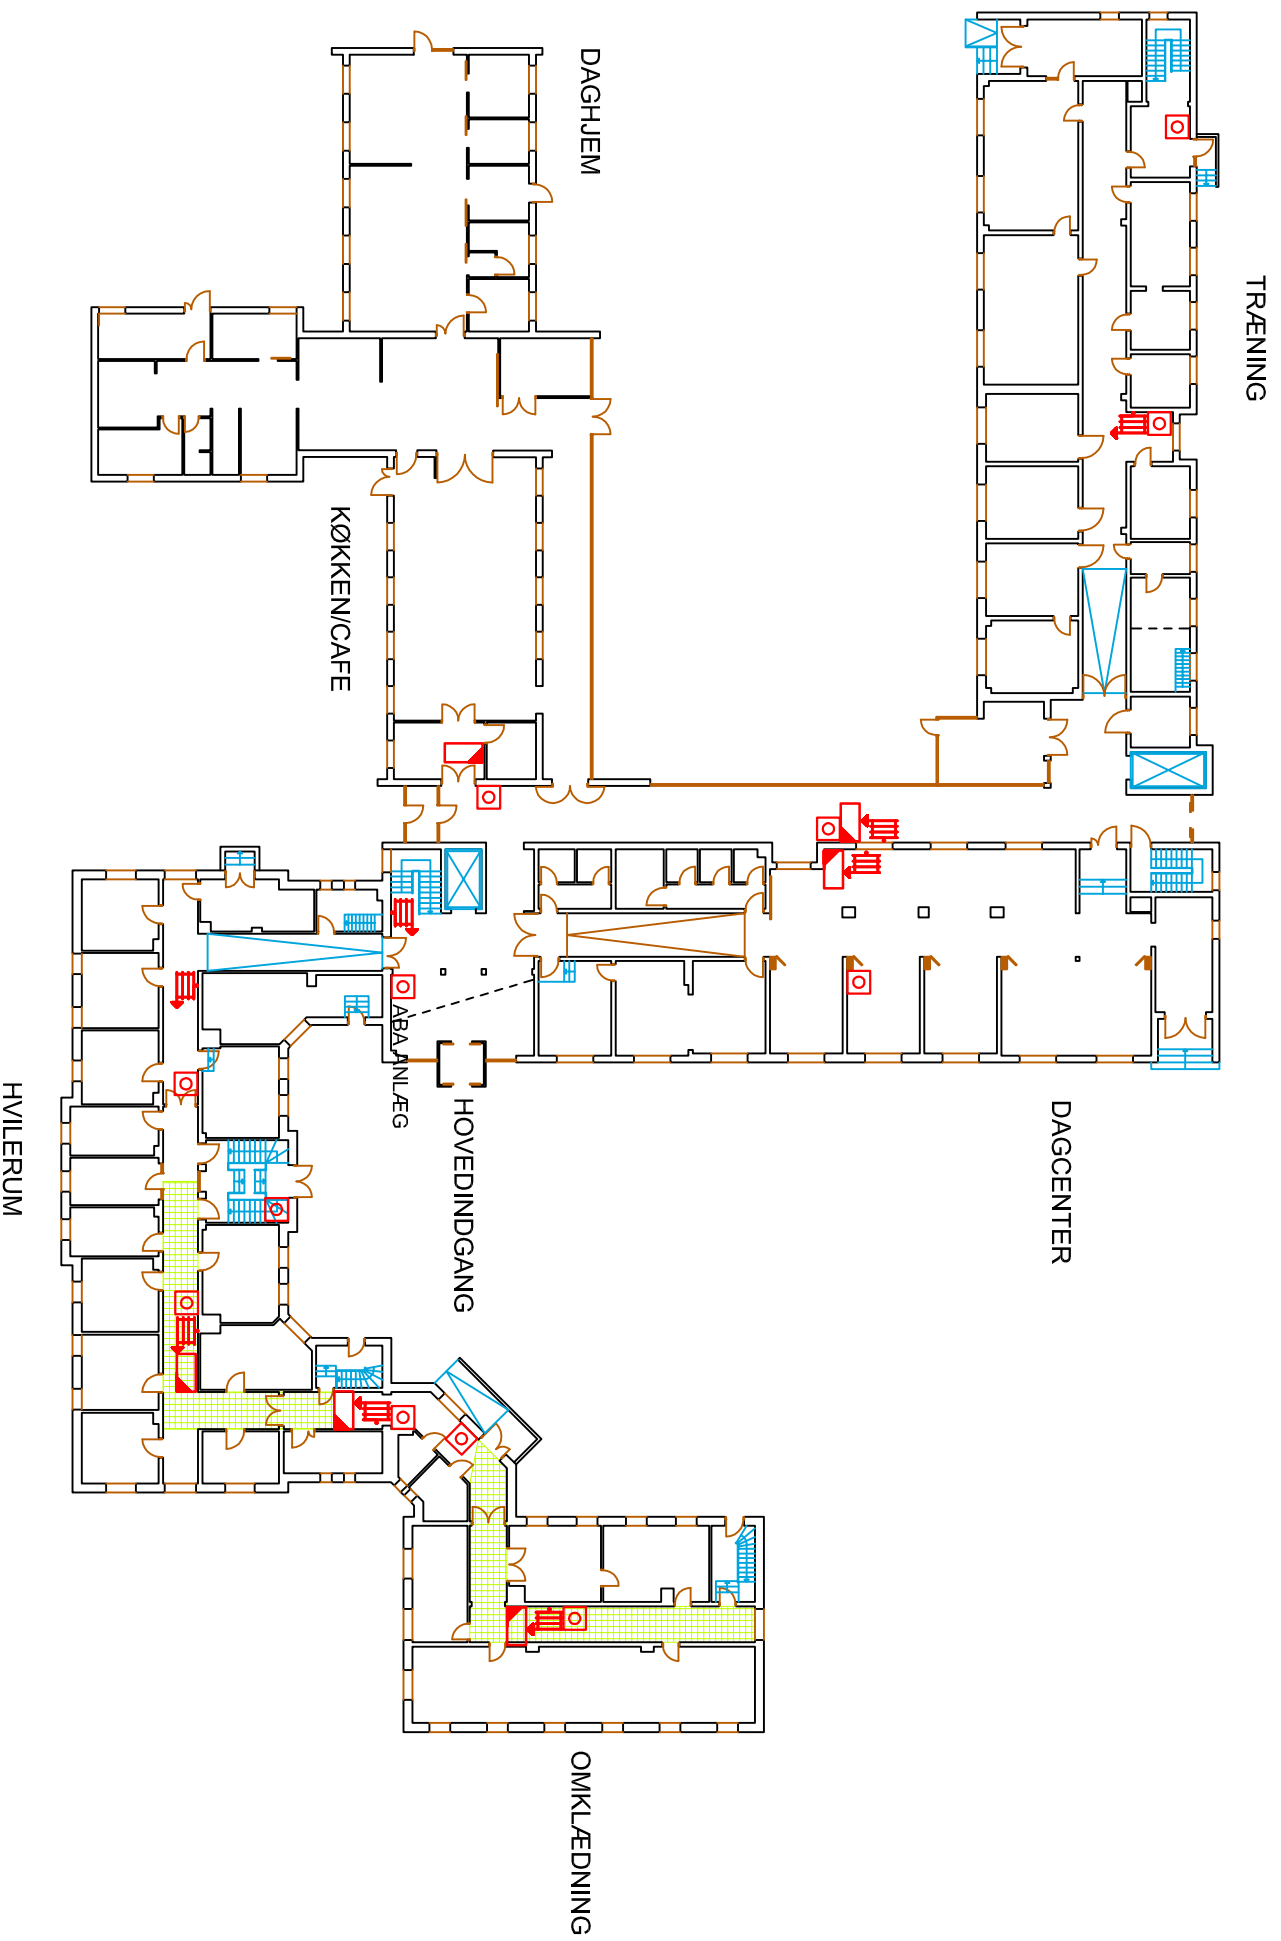 DAGHJEM
TRÆNING
KØKKEN/CAFE
ABA ANLÆG
HOVEDINDGANG
DAGCENTER
HVILERUM
OMKLÆDNING